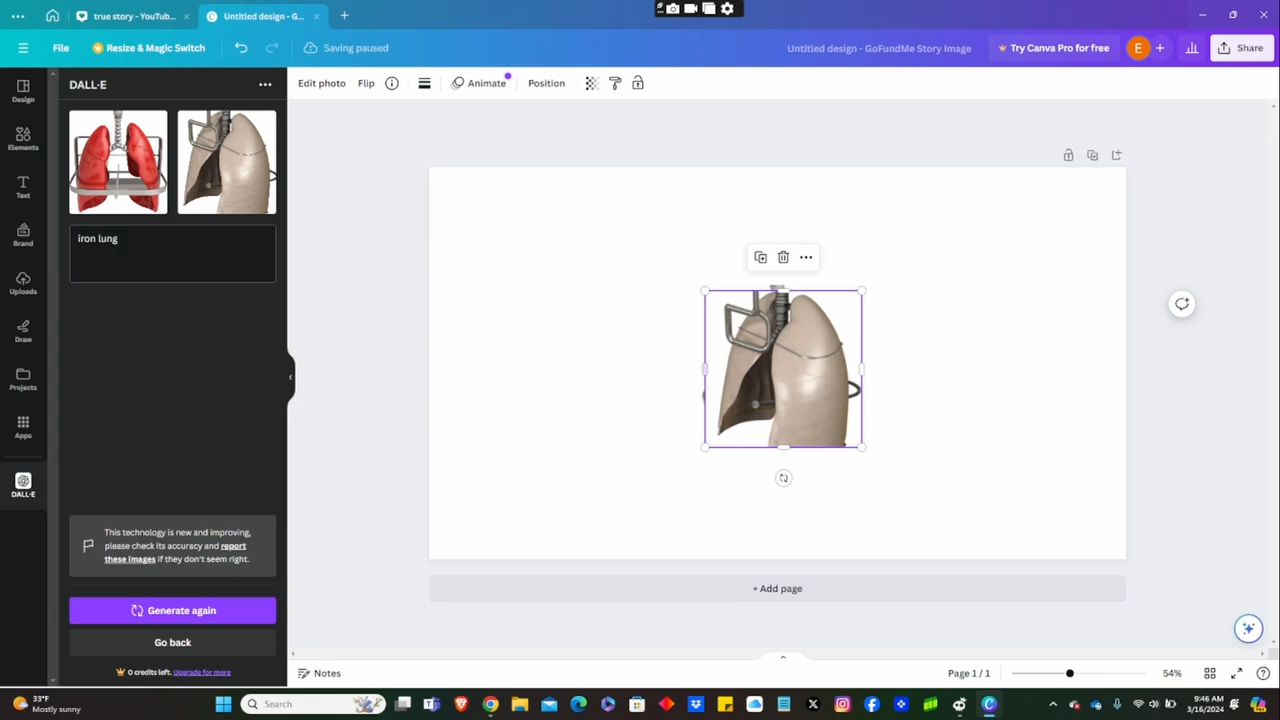 true story - YouTub...
Untitled design - G...
File
Resize & Magic Switch
Saving paused
Untitled design - GoFundMe Story Image
Try Canva Pro for free
E
Share
Design
Elements
Text
Brand
Uploads
Draw
Projects
Apps
DALL·E
DALL·E
iron lung
This technology is new and improving,
please check its accuracy and report
these images if they don't seem right.
Generate again
Go back
0 credits left. Upgrade for more
Edit photo
Flip
Animate
Position
+ Add page
Notes
Page 1 / 1
54%
33°F
Mostly sunny
Search
9:46 AM
3/16/2024